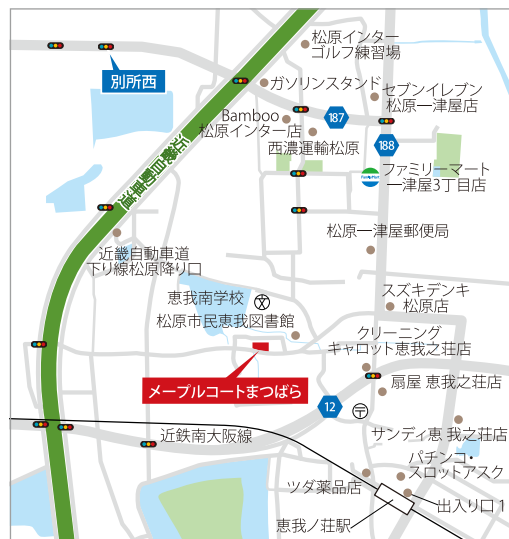 松原インター
ゴルフ練習場
別所西
ガソリンスタンド
セブンイレブン
松原一津屋店
Bamboo
松原インター店
187
西濃運輸松原
188
ファミリーマート
一津屋3丁目店
FamilyMart
近畿自動車道
松原一津屋郵便局
近畿自動車道
下り線松原降り口
恵我南学校
文
松原市民恵我図書館
スズキデンキ
松原店
クリーニング
キャロット恵我之荘店
メープルコートまつばら
扇屋 恵我之荘店
12
〒
近鉄南大阪線
サンディ恵 我之荘店
パチンコ・
スロットアスク
ツダ薬品店
出入り口1
恵我ノ荘駅